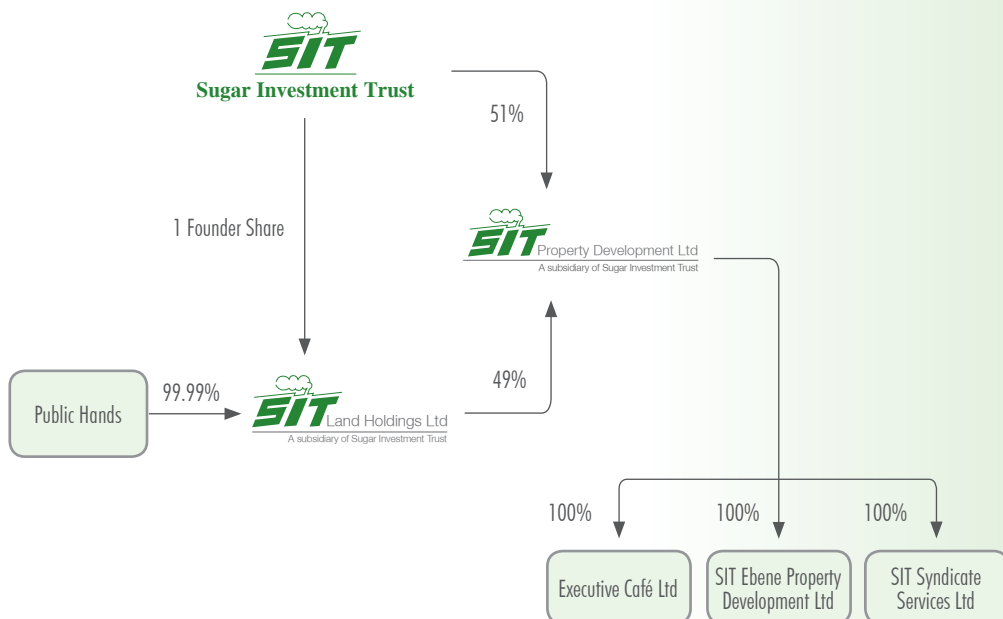 SIT
Sugar Investment Trust
51%
1 Founder Share
SIT Property Development Ltd
A subsidiary of Sugar Investment Trust
Public Hands
99.99%
SIT Land Holdings Ltd
A subsidiary of Sugar Investment Trust
49%
100%
100%
100%
Executive Café Ltd
SIT Ebene Property
Development Ltd
SIT Syndicate
Services Ltd